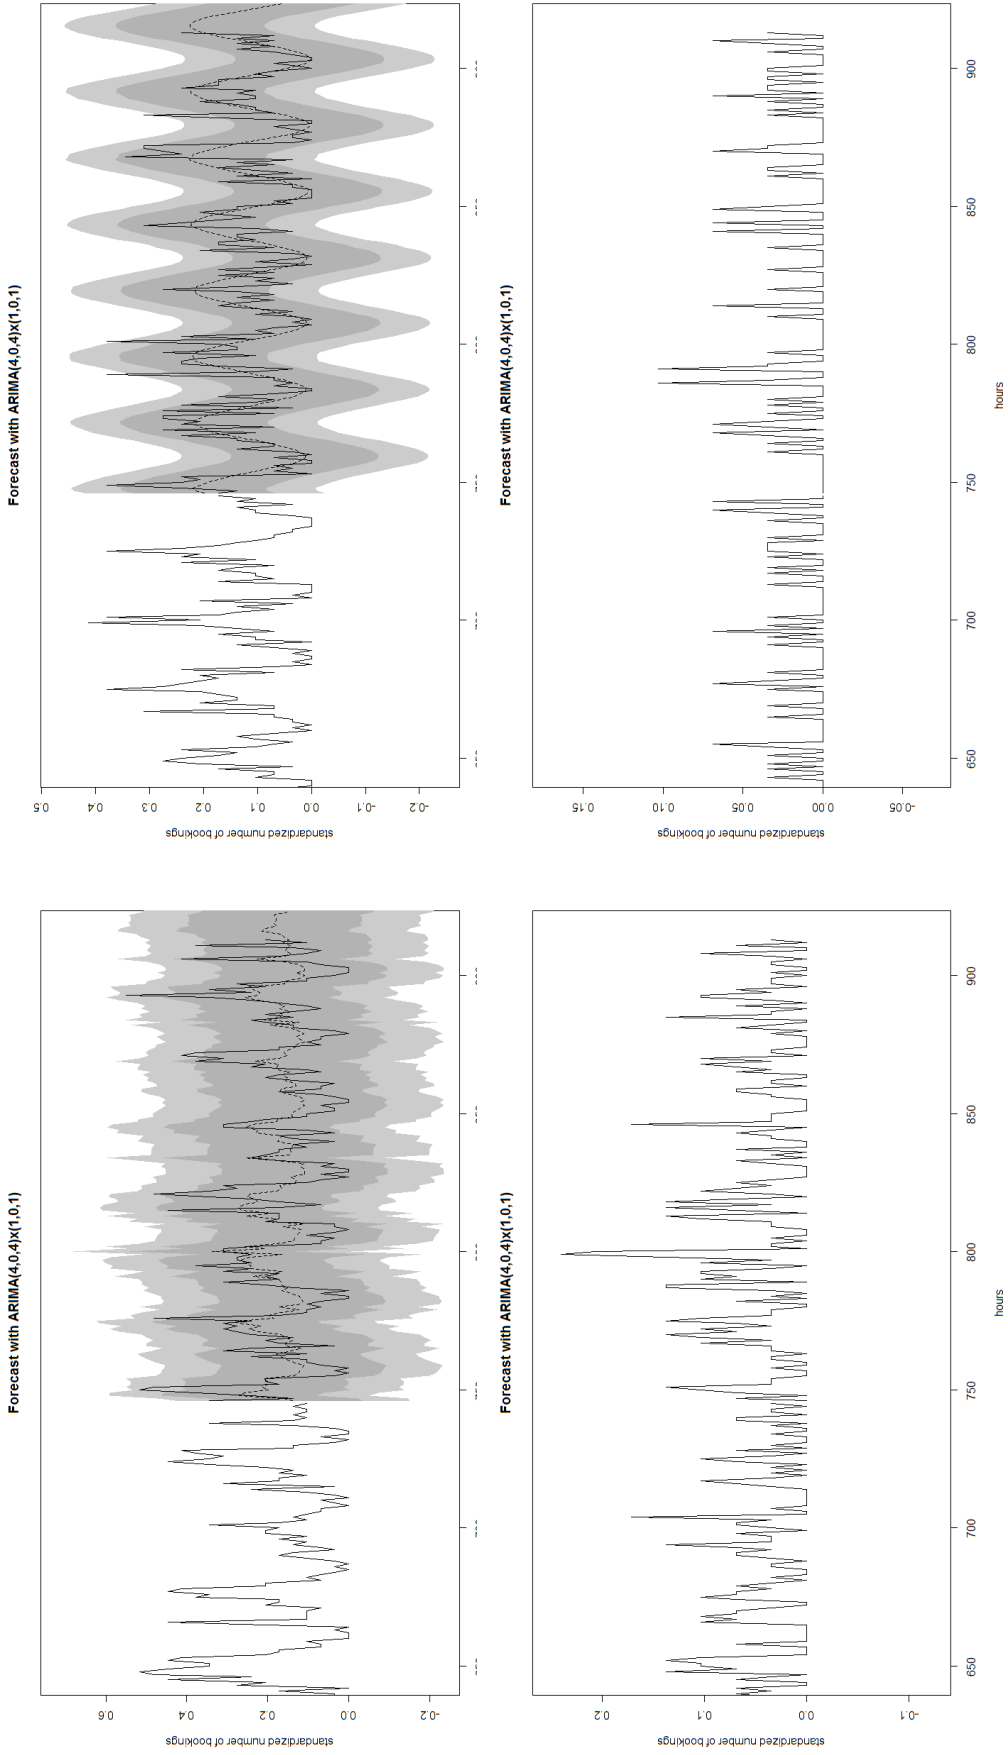 Forecast with ARIMA(4,0,4)x(1,0,1)
standardized number of bookings
0.6
0.4
0.2
0.0
-0.2
Forecast with ARIMA(4,0,4)x(1,0,1)
standardized number of bookings
0.5
0.4
0.3
0.2
0.1
0.0
-0.1
-0.2
Forecast with ARIMA(4,0,4)x(1,0,1)
standardized number of bookings
0.2
0.1
0.0
-0.1
650 700 750 800 850 900
hours
Forecast with ARIMA(4,0,4)x(1,0,1)
standardized number of bookings
0.15
0.10
0.05
0.00
-0.05
650 700 750 800 850 900
hours